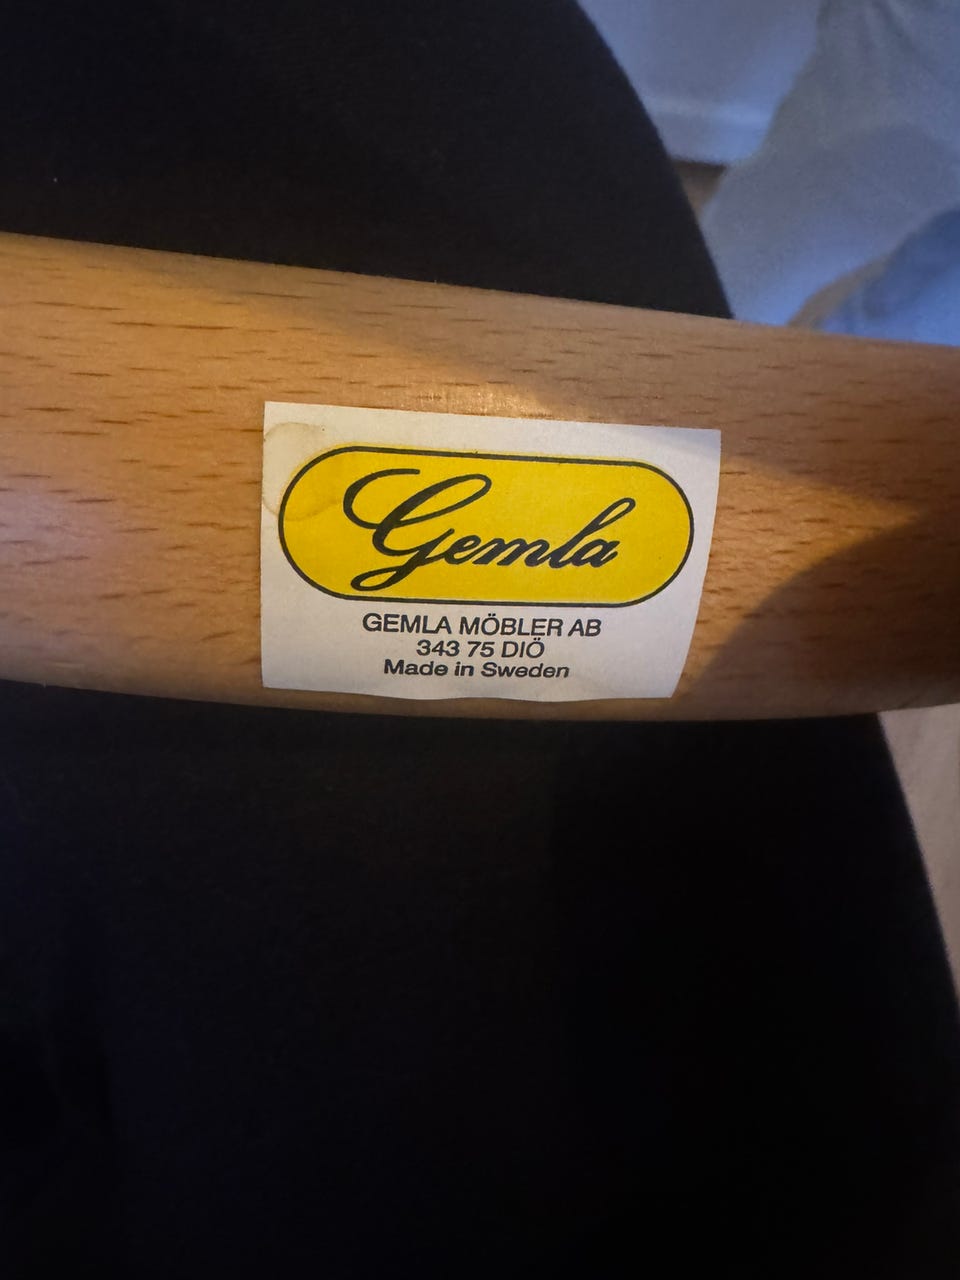 Gemla
GEMLA MÖBLER AB
343 75 DIÖ
Made in Sweden